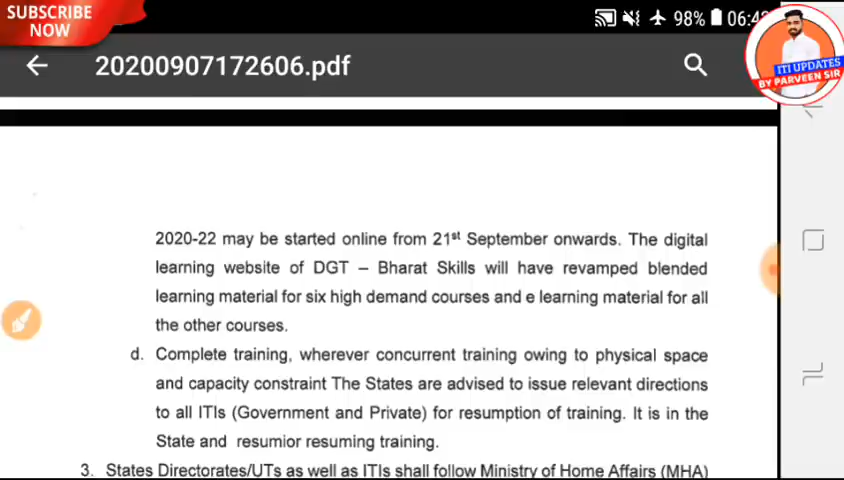 SUBSCRIBE
NOW
98%
20200907172606.pdf
ITI UPDATES
BY PARVEEN SIR
2020-22 may be started online from 21st September onwards. The digital
learning website of DGT – Bharat Skills will have revamped blended
learning material for six high demand courses and e learning material for all
the other courses.
d. Complete training, wherever concurrent training owing to physical space
and capacity constraint The States are advised to issue relevant directions
to all ITIs (Government and Private) for resumption of training. It is in the
State and resumior resuming training.
3. States Directorates/UTs as well as ITIs shall follow Ministry of Home Affairs (MHA)